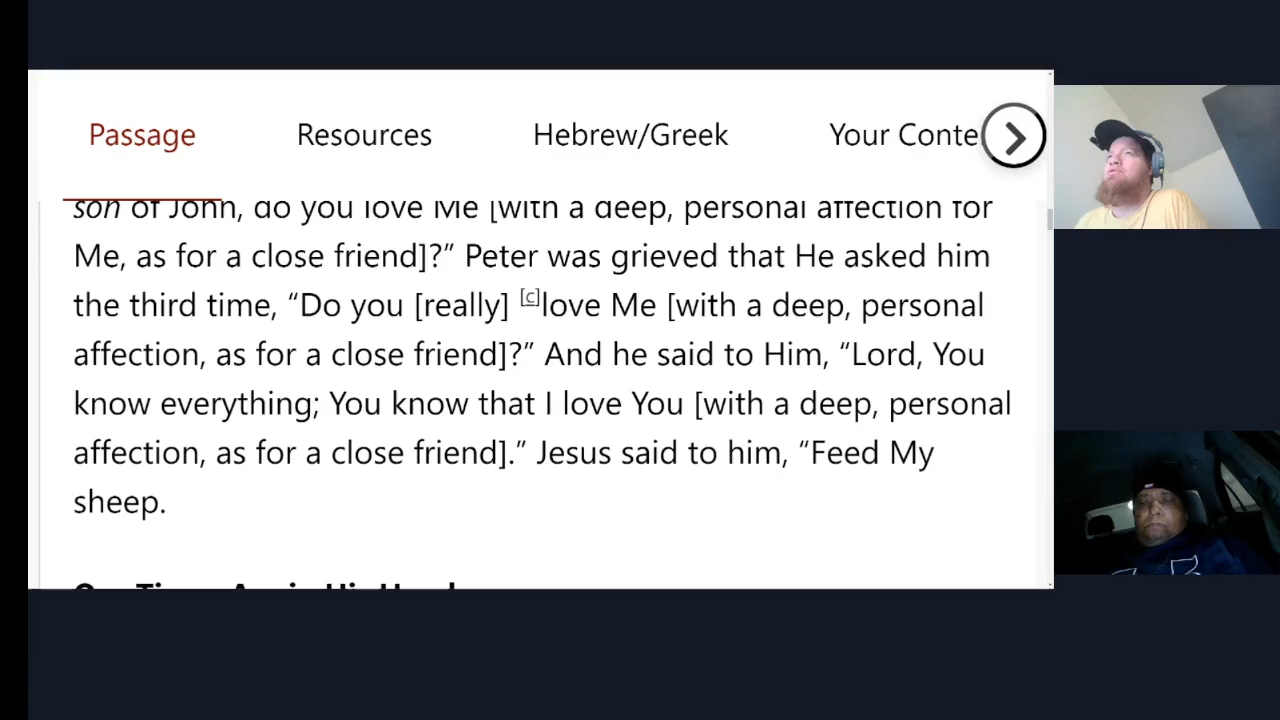 Passage Resources Hebrew/Greek Your Conte
son of John, do you love Me [with a deep, personal affection for
Me, as for a close friend]?” Peter was grieved that He asked him
the third time, “Do you [really] [c]love Me [with a deep, personal
affection, as for a close friend]?” And he said to Him, “Lord, You
know everything; You know that I love You [with a deep, personal
affection, as for a close friend].” Jesus said to him, “Feed My
sheep.